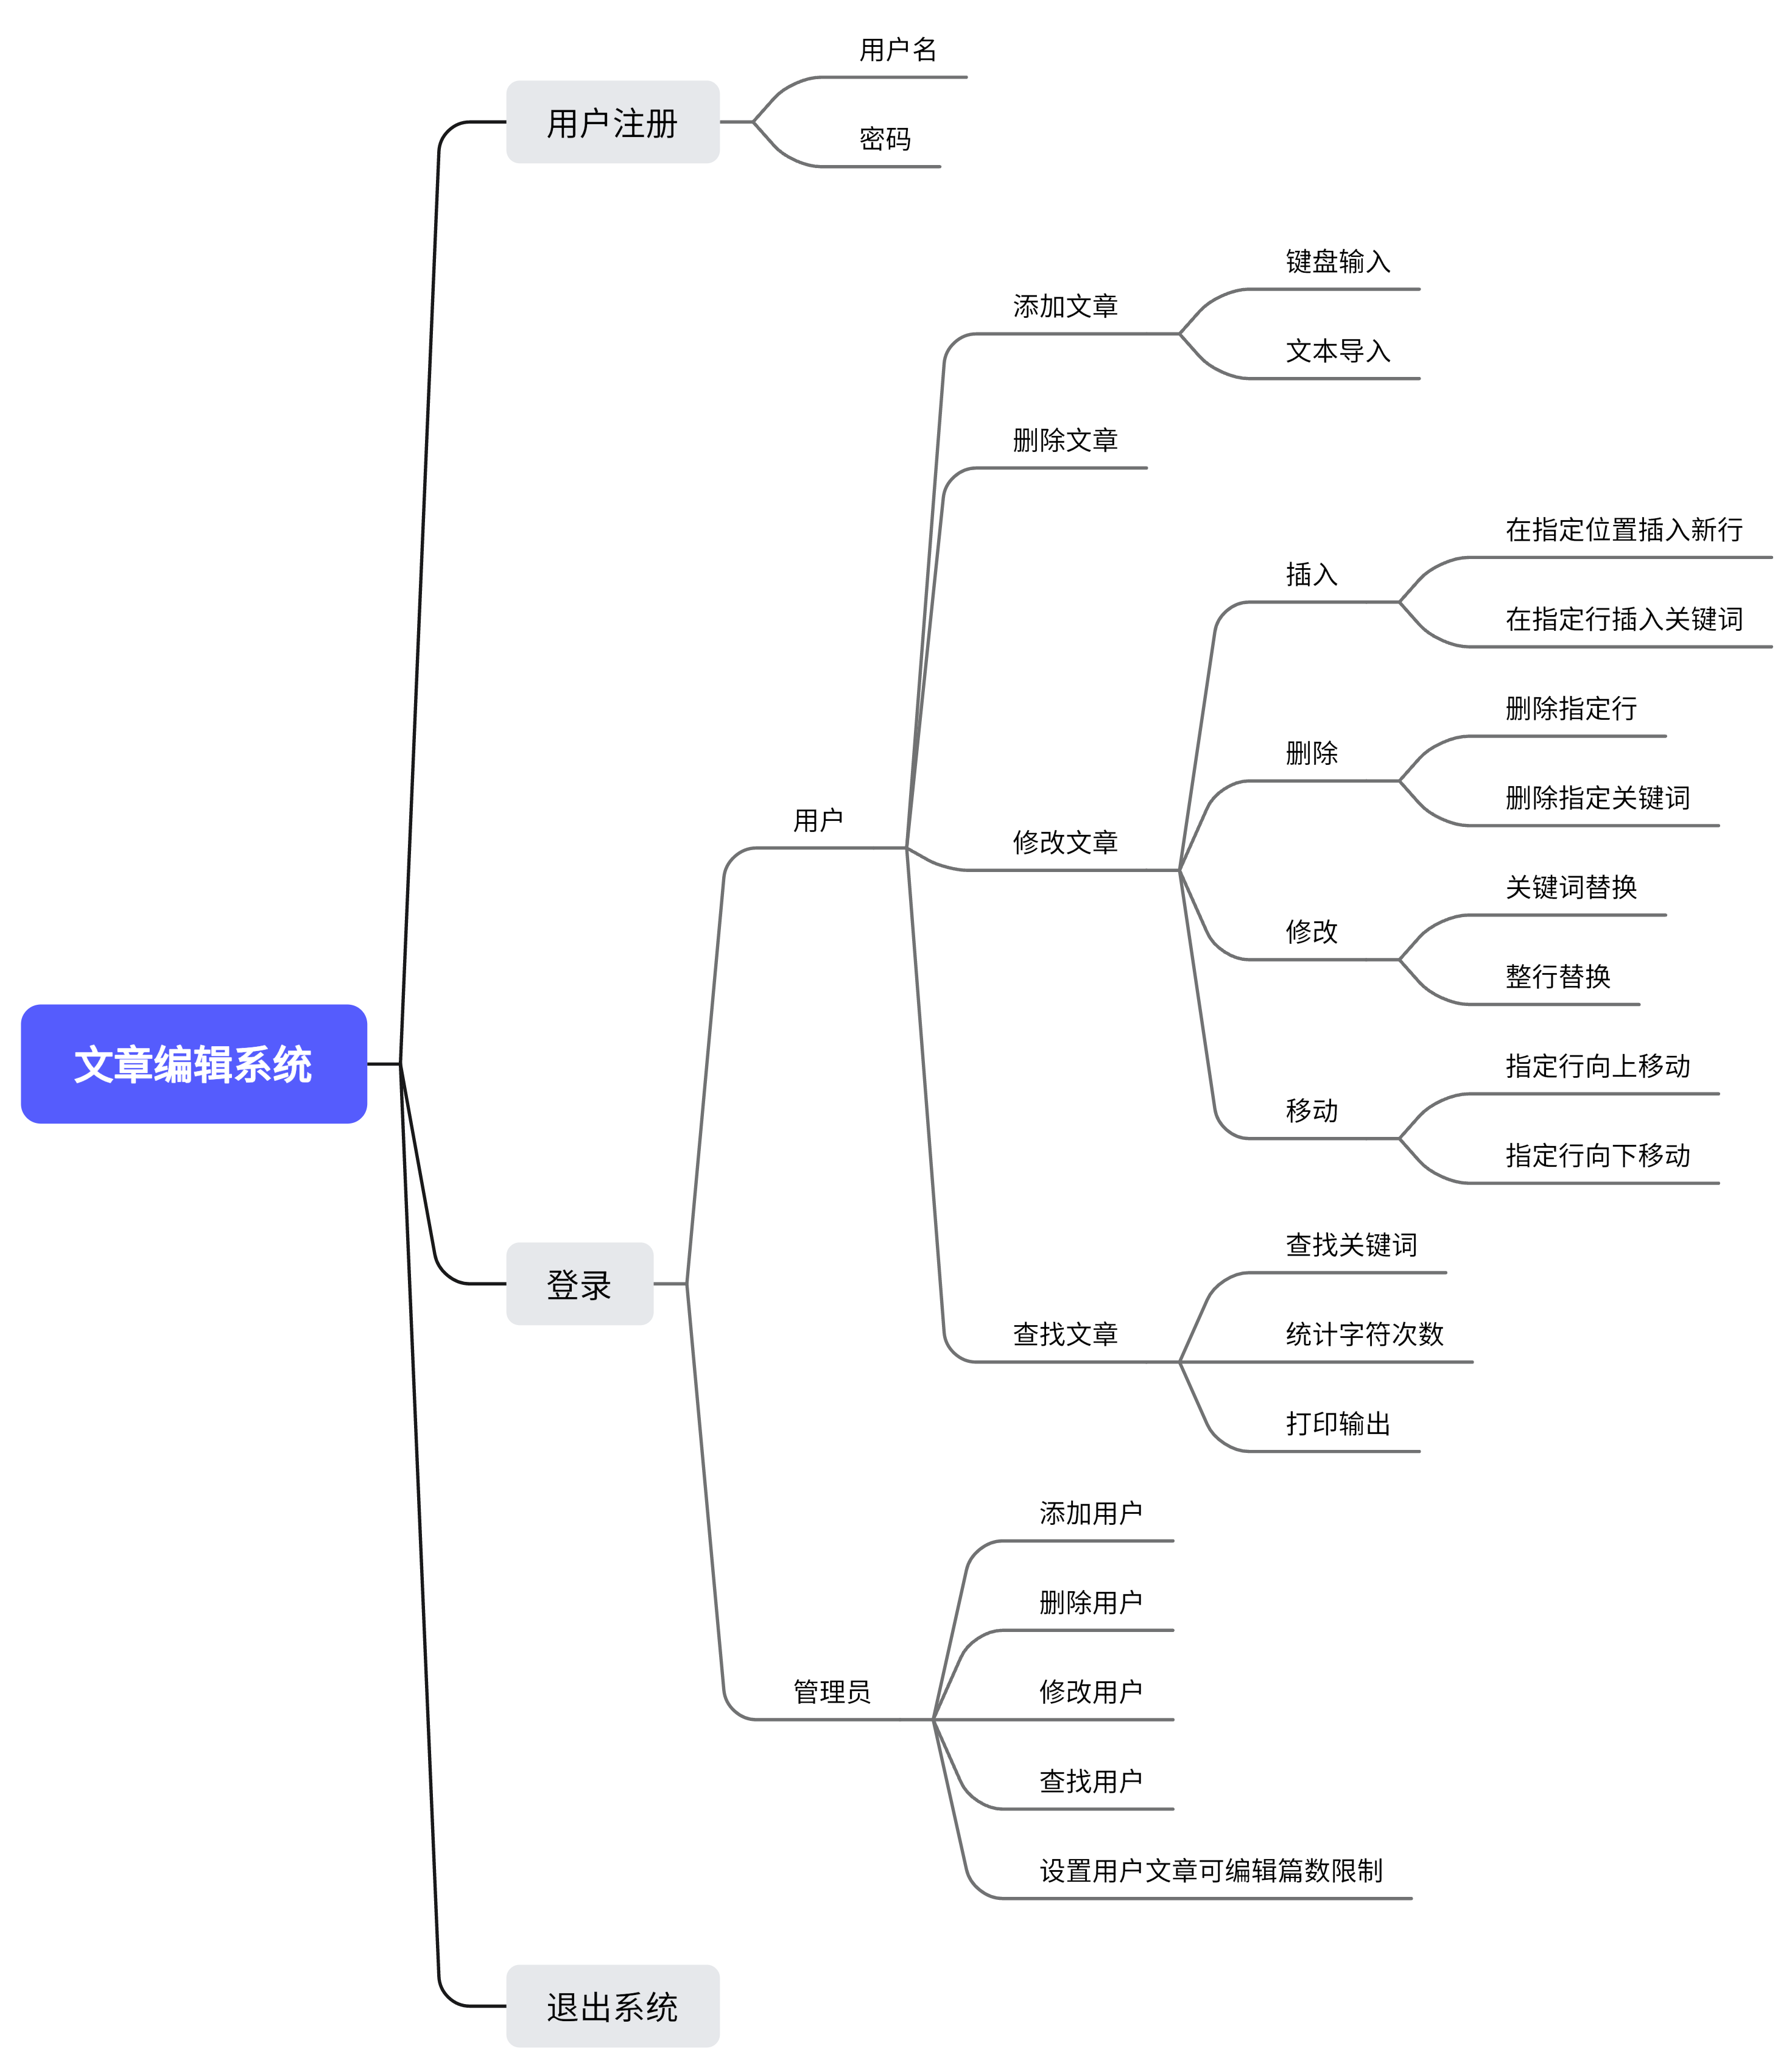 用户名
用户注册
密码
键盘输入
添加文章
文本导入
删除文章
在指定位置插入新行
插入
在指定行插入关键词
删除指定行
删除
删除指定关键词
用户
修改文章
关键词替换
修改
整行替换
文章编辑系统
指定行向上移动
移动
指定行向下移动
查找关键词
登录
查找文章
统计字符次数
打印输出
添加用户
删除用户
管理员
修改用户
查找用户
设置用户文章可编辑篇数限制
退出系统